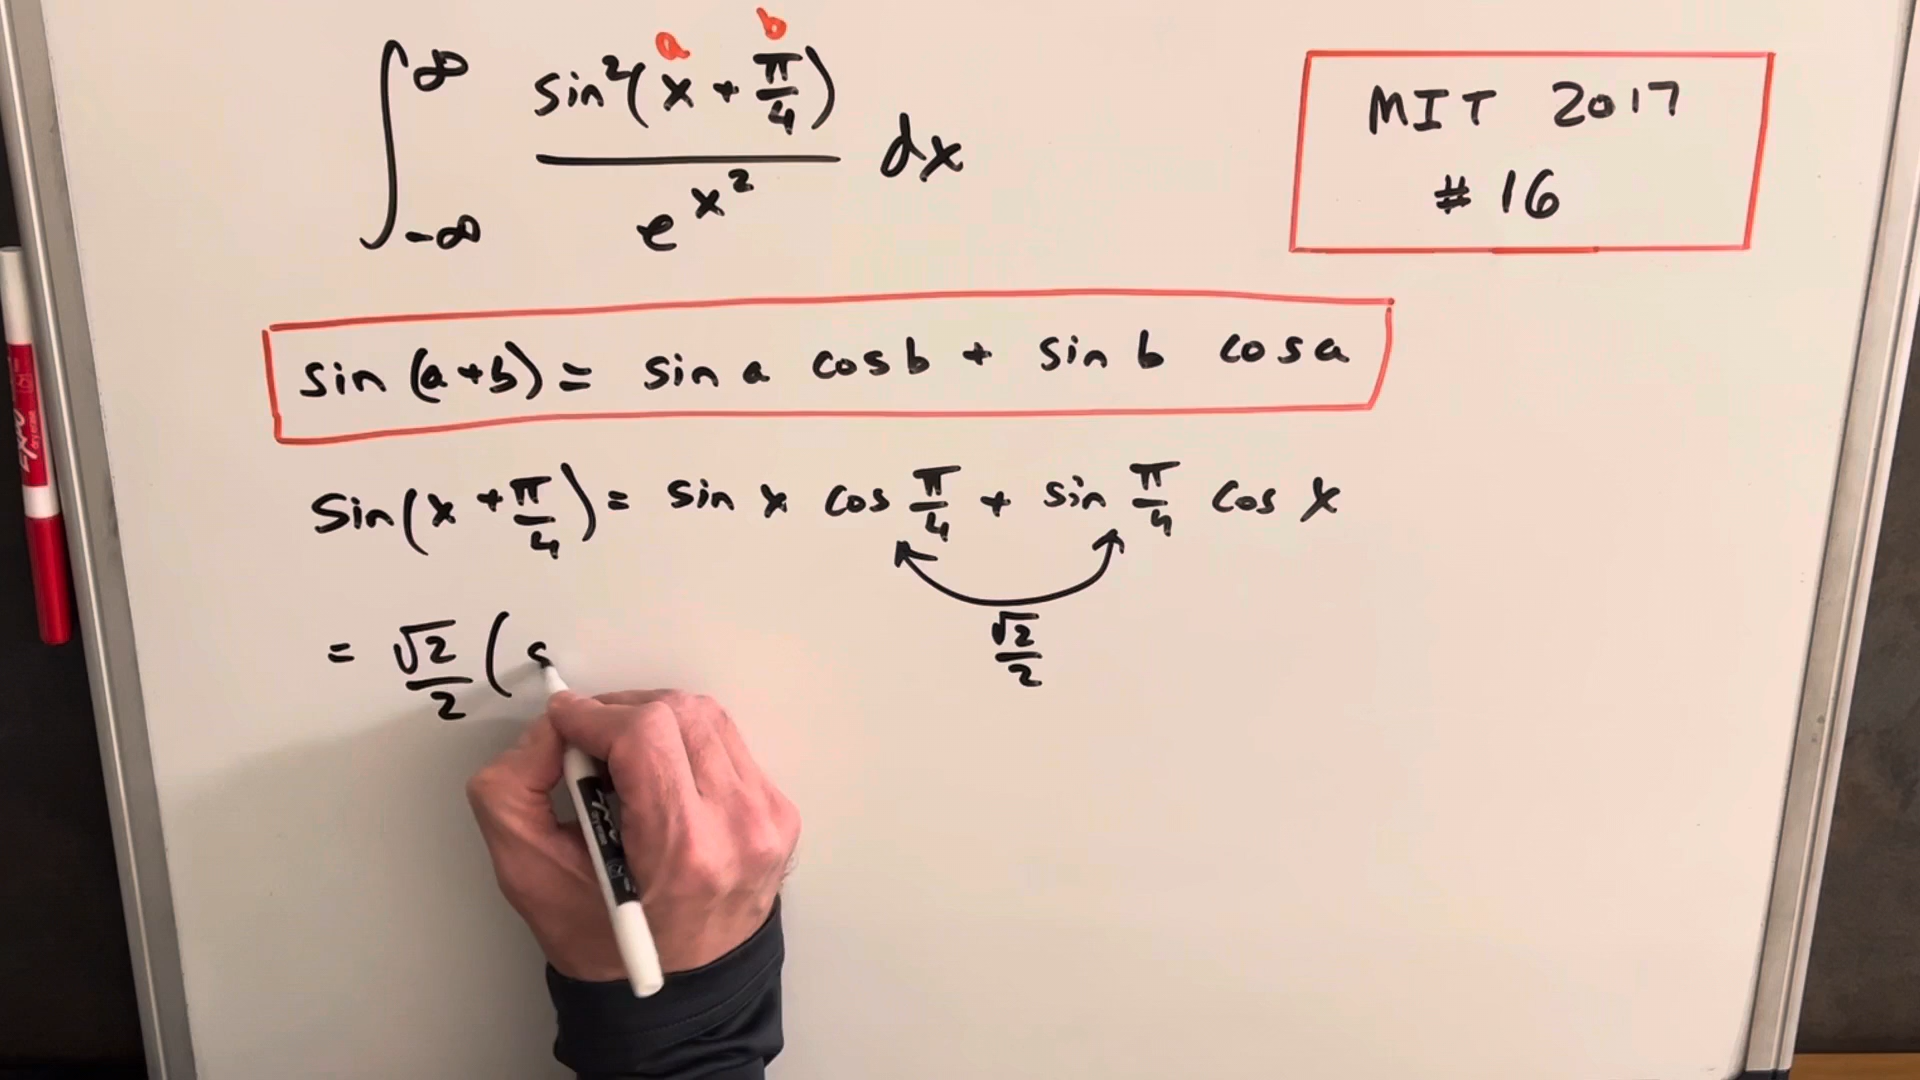 ∫_{-∞}^{∞} sin²(x + π/4) / e^{x²} dx
a b
MIT 2017
# 16
sin (a+b) = sin a cos b + sin b cos a
Sin(x + π/4) = sin x cos π/4 + sin π/4 cos x
√2/2
= √2/2 ( s
EXPO